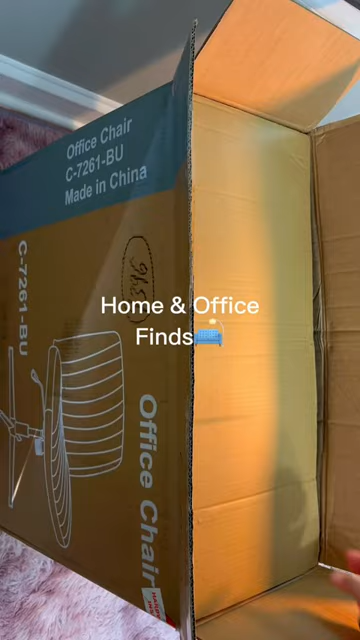 Office Chair
C-7261-BU
Made in China
C-7261-BU
Home & Office
Finds🛋️
Office Chair